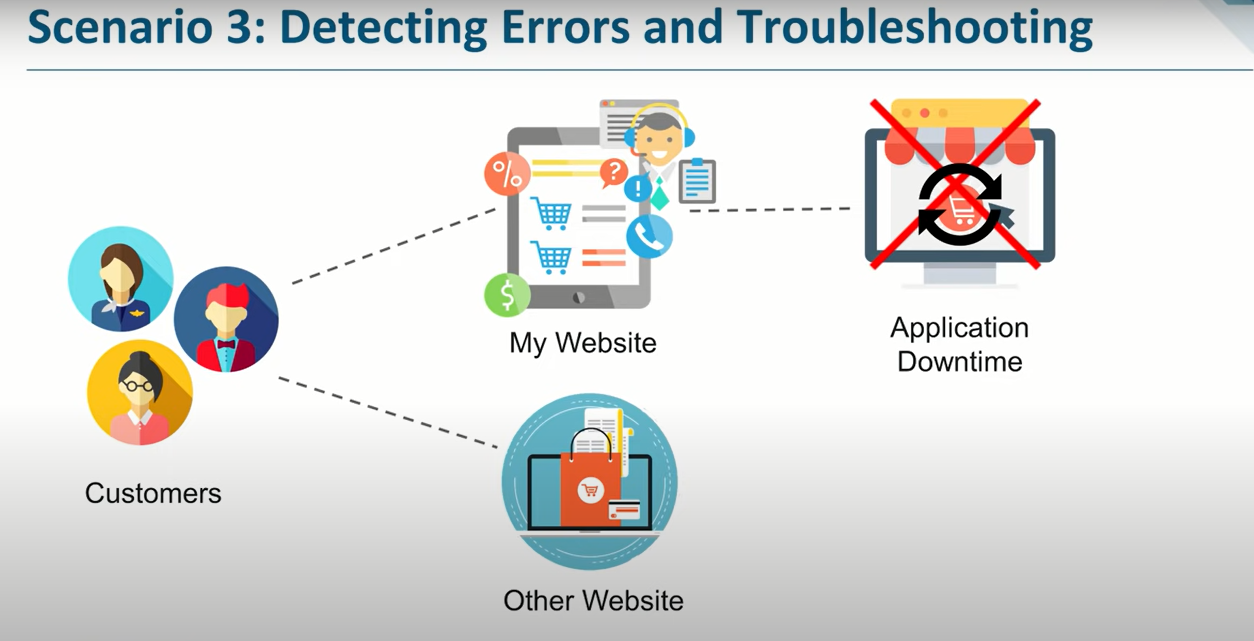 Scenario 3: Detecting Errors and Troubleshooting
%
?
!
$
My Website
Application
Downtime
Customers
Other Website